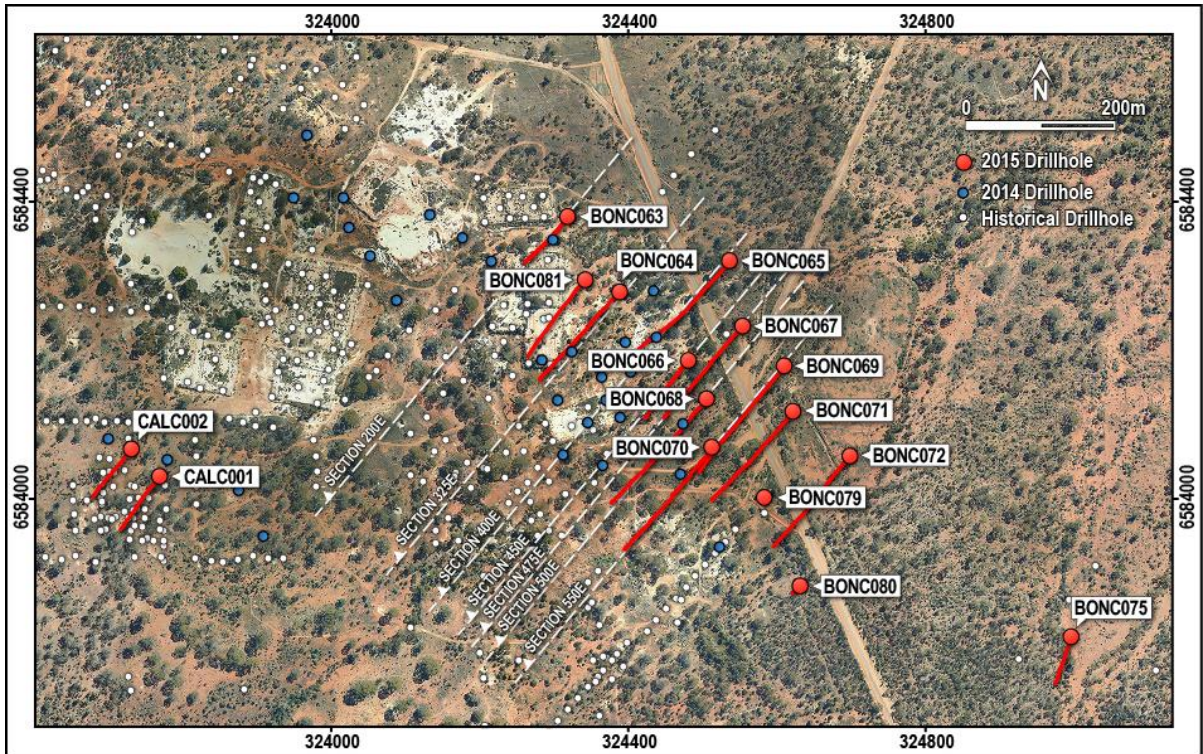 324000
324400
324800
N
0
200m
2015 Drillhole
2014 Drillhole
Historical Drillhole
6584400
6584400
BONC063
BONC064
BONC065
BONC081
BONC067
BONC066
BONC069
BONC068
BONC071
CALC002
BONC070
BONC072
CALC001
SECTION 200E
6584000
6584000
BONC079
SECTION 325E
SECTION 400E
SECTION 450E
SECTION 475E
SECTION 500E
SECTION 550E
BONC080
BONC075
324000
324400
324800